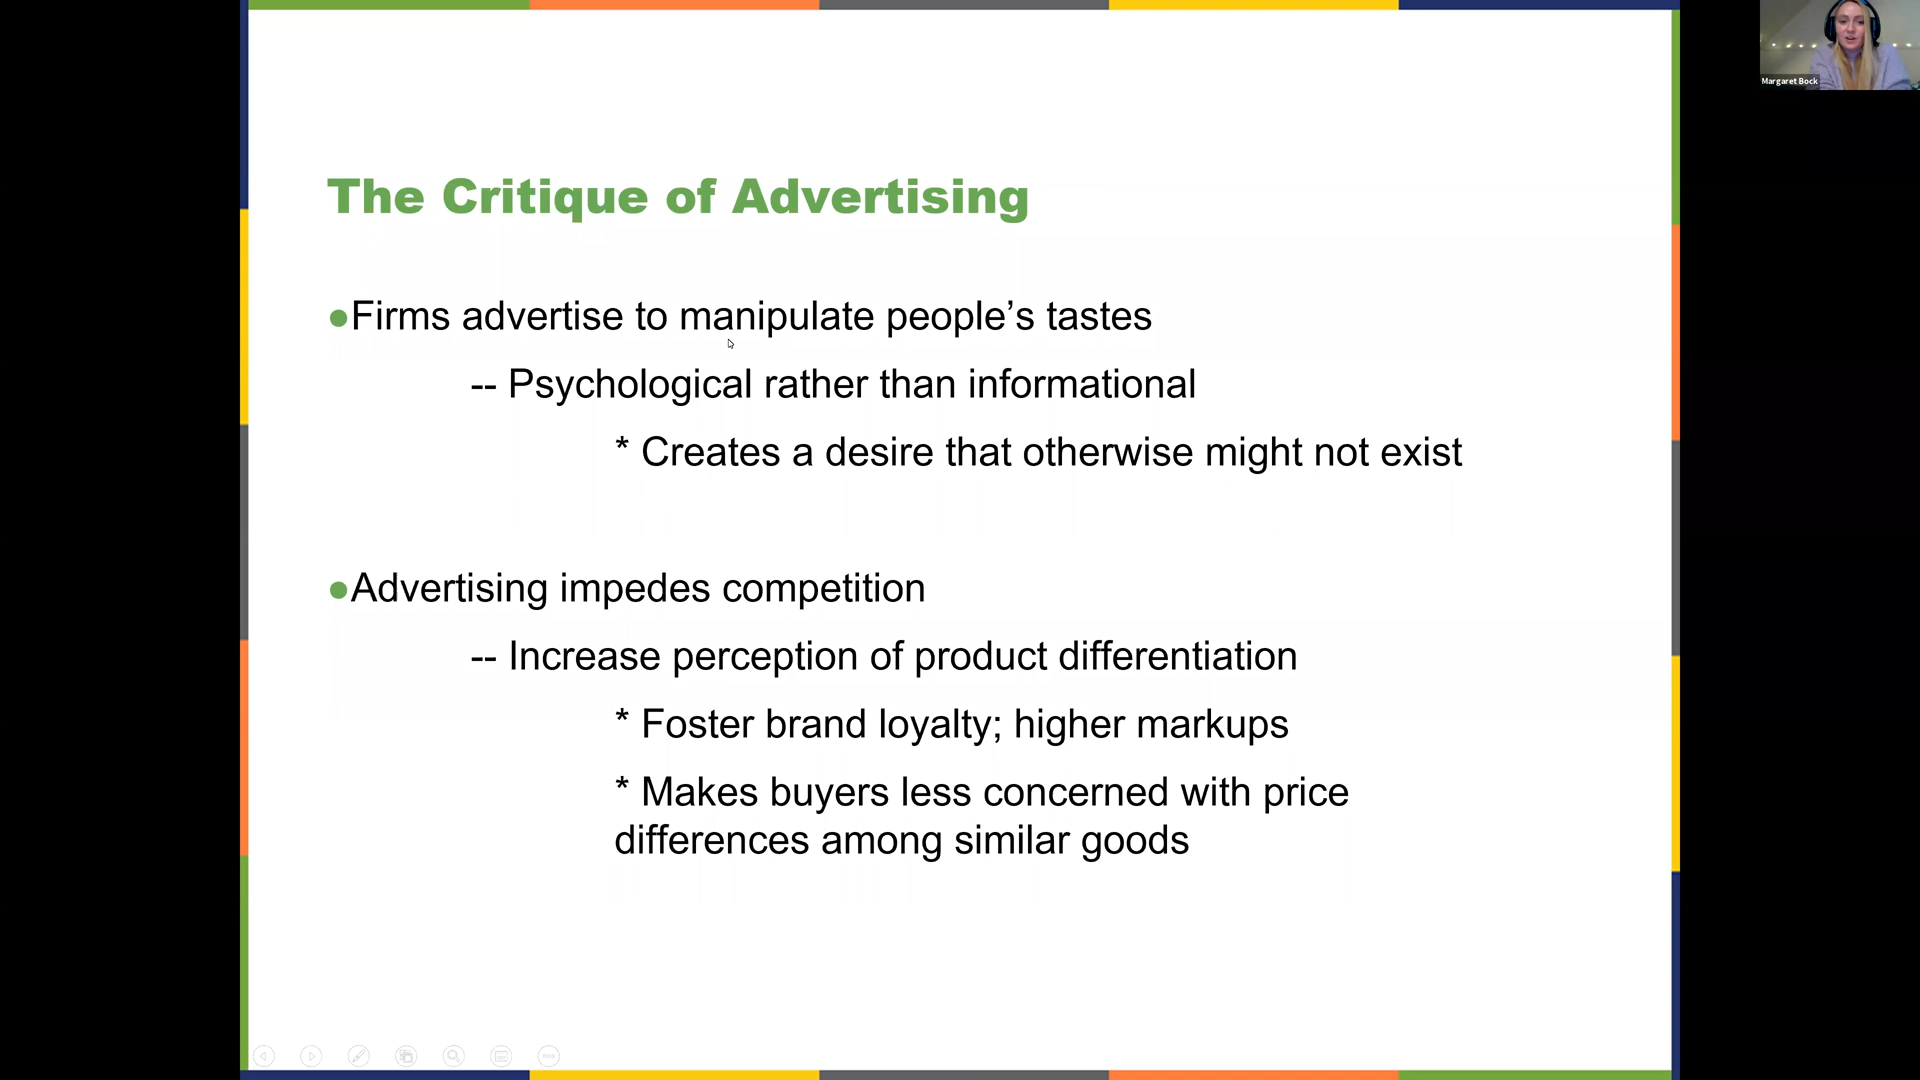 Margaret Bock
The Critique of Advertising
●Firms advertise to manipulate people’s tastes
-- Psychological rather than informational
* Creates a desire that otherwise might not exist
●Advertising impedes competition
-- Increase perception of product differentiation
* Foster brand loyalty; higher markups
* Makes buyers less concerned with price
differences among similar goods